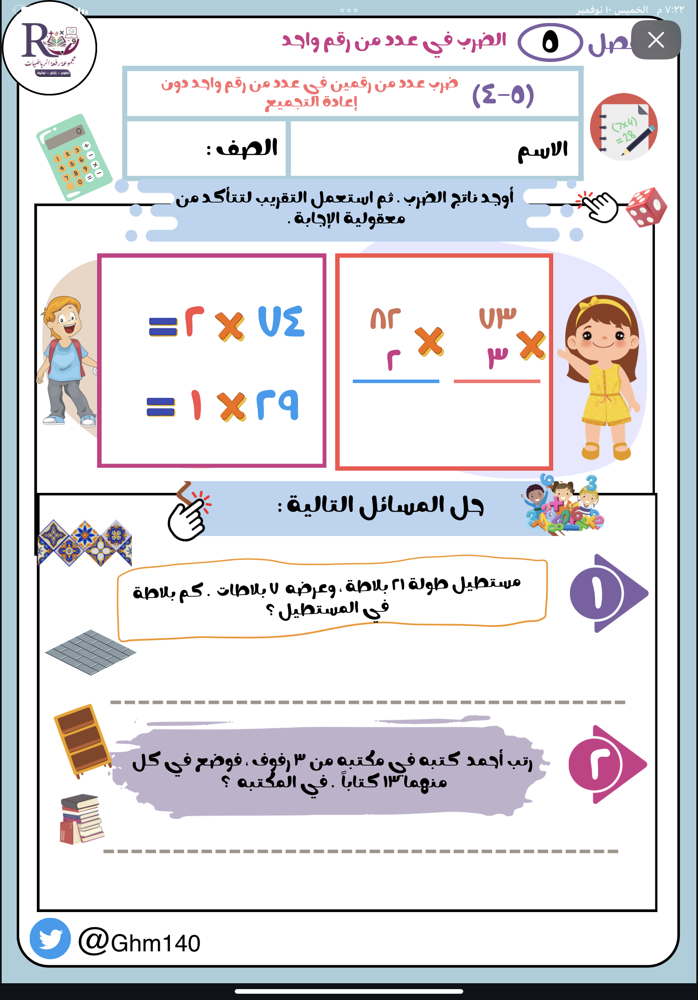 ٧:٢٢ م الخميس ١٠ نوفمبر
مجموعة رفعة الرياضيات
تطوير – إنتاج – توثيق
٥
الضرب في عدد من رقم واحد
(٥-٤)
ضرب عدد من رقمين في عدد من رقم واحد دون
إعادة التجميع
الاسم
الصف :
(7x4)
=28
أوجد ناتج الضرب . ثم استعمل التقريب لتتأكد من
معقولية الإجابة .
٧٣
×
٣
٨٢
×
٢
٧٤ × ٢ =
٢٩ × ١ =
حل المسائل التالية :
١
مستطيل طولة ٢١ بلاطة ، وعرضه ٧ بلاطات . كم بلاطة
في المستطيل ؟
٢
رتب أحمد كتبه في مكتبه من ٣ رفوف ، فوضع في كل
منهما ١٣ كتاباً . في المكتبه ؟
@Ghm140